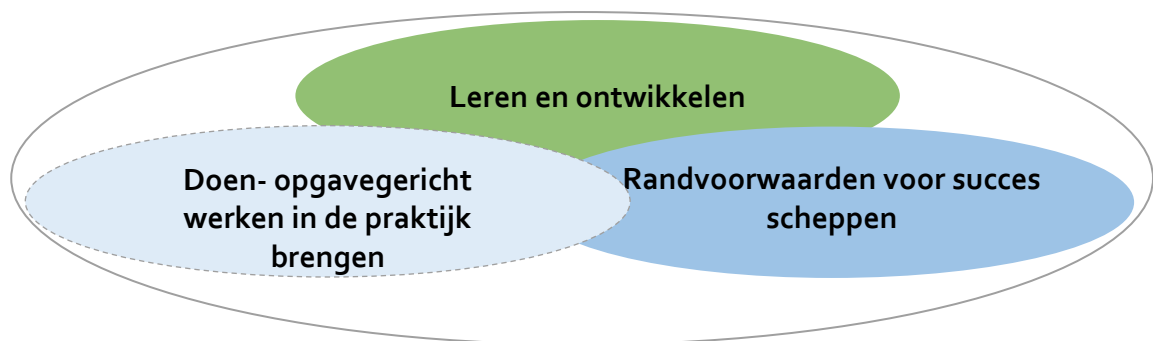 Leren en ontwikkelen
Doen- opgavegericht
werken in de praktijk
brengen
Randvoorwaarden voor succes
scheppen